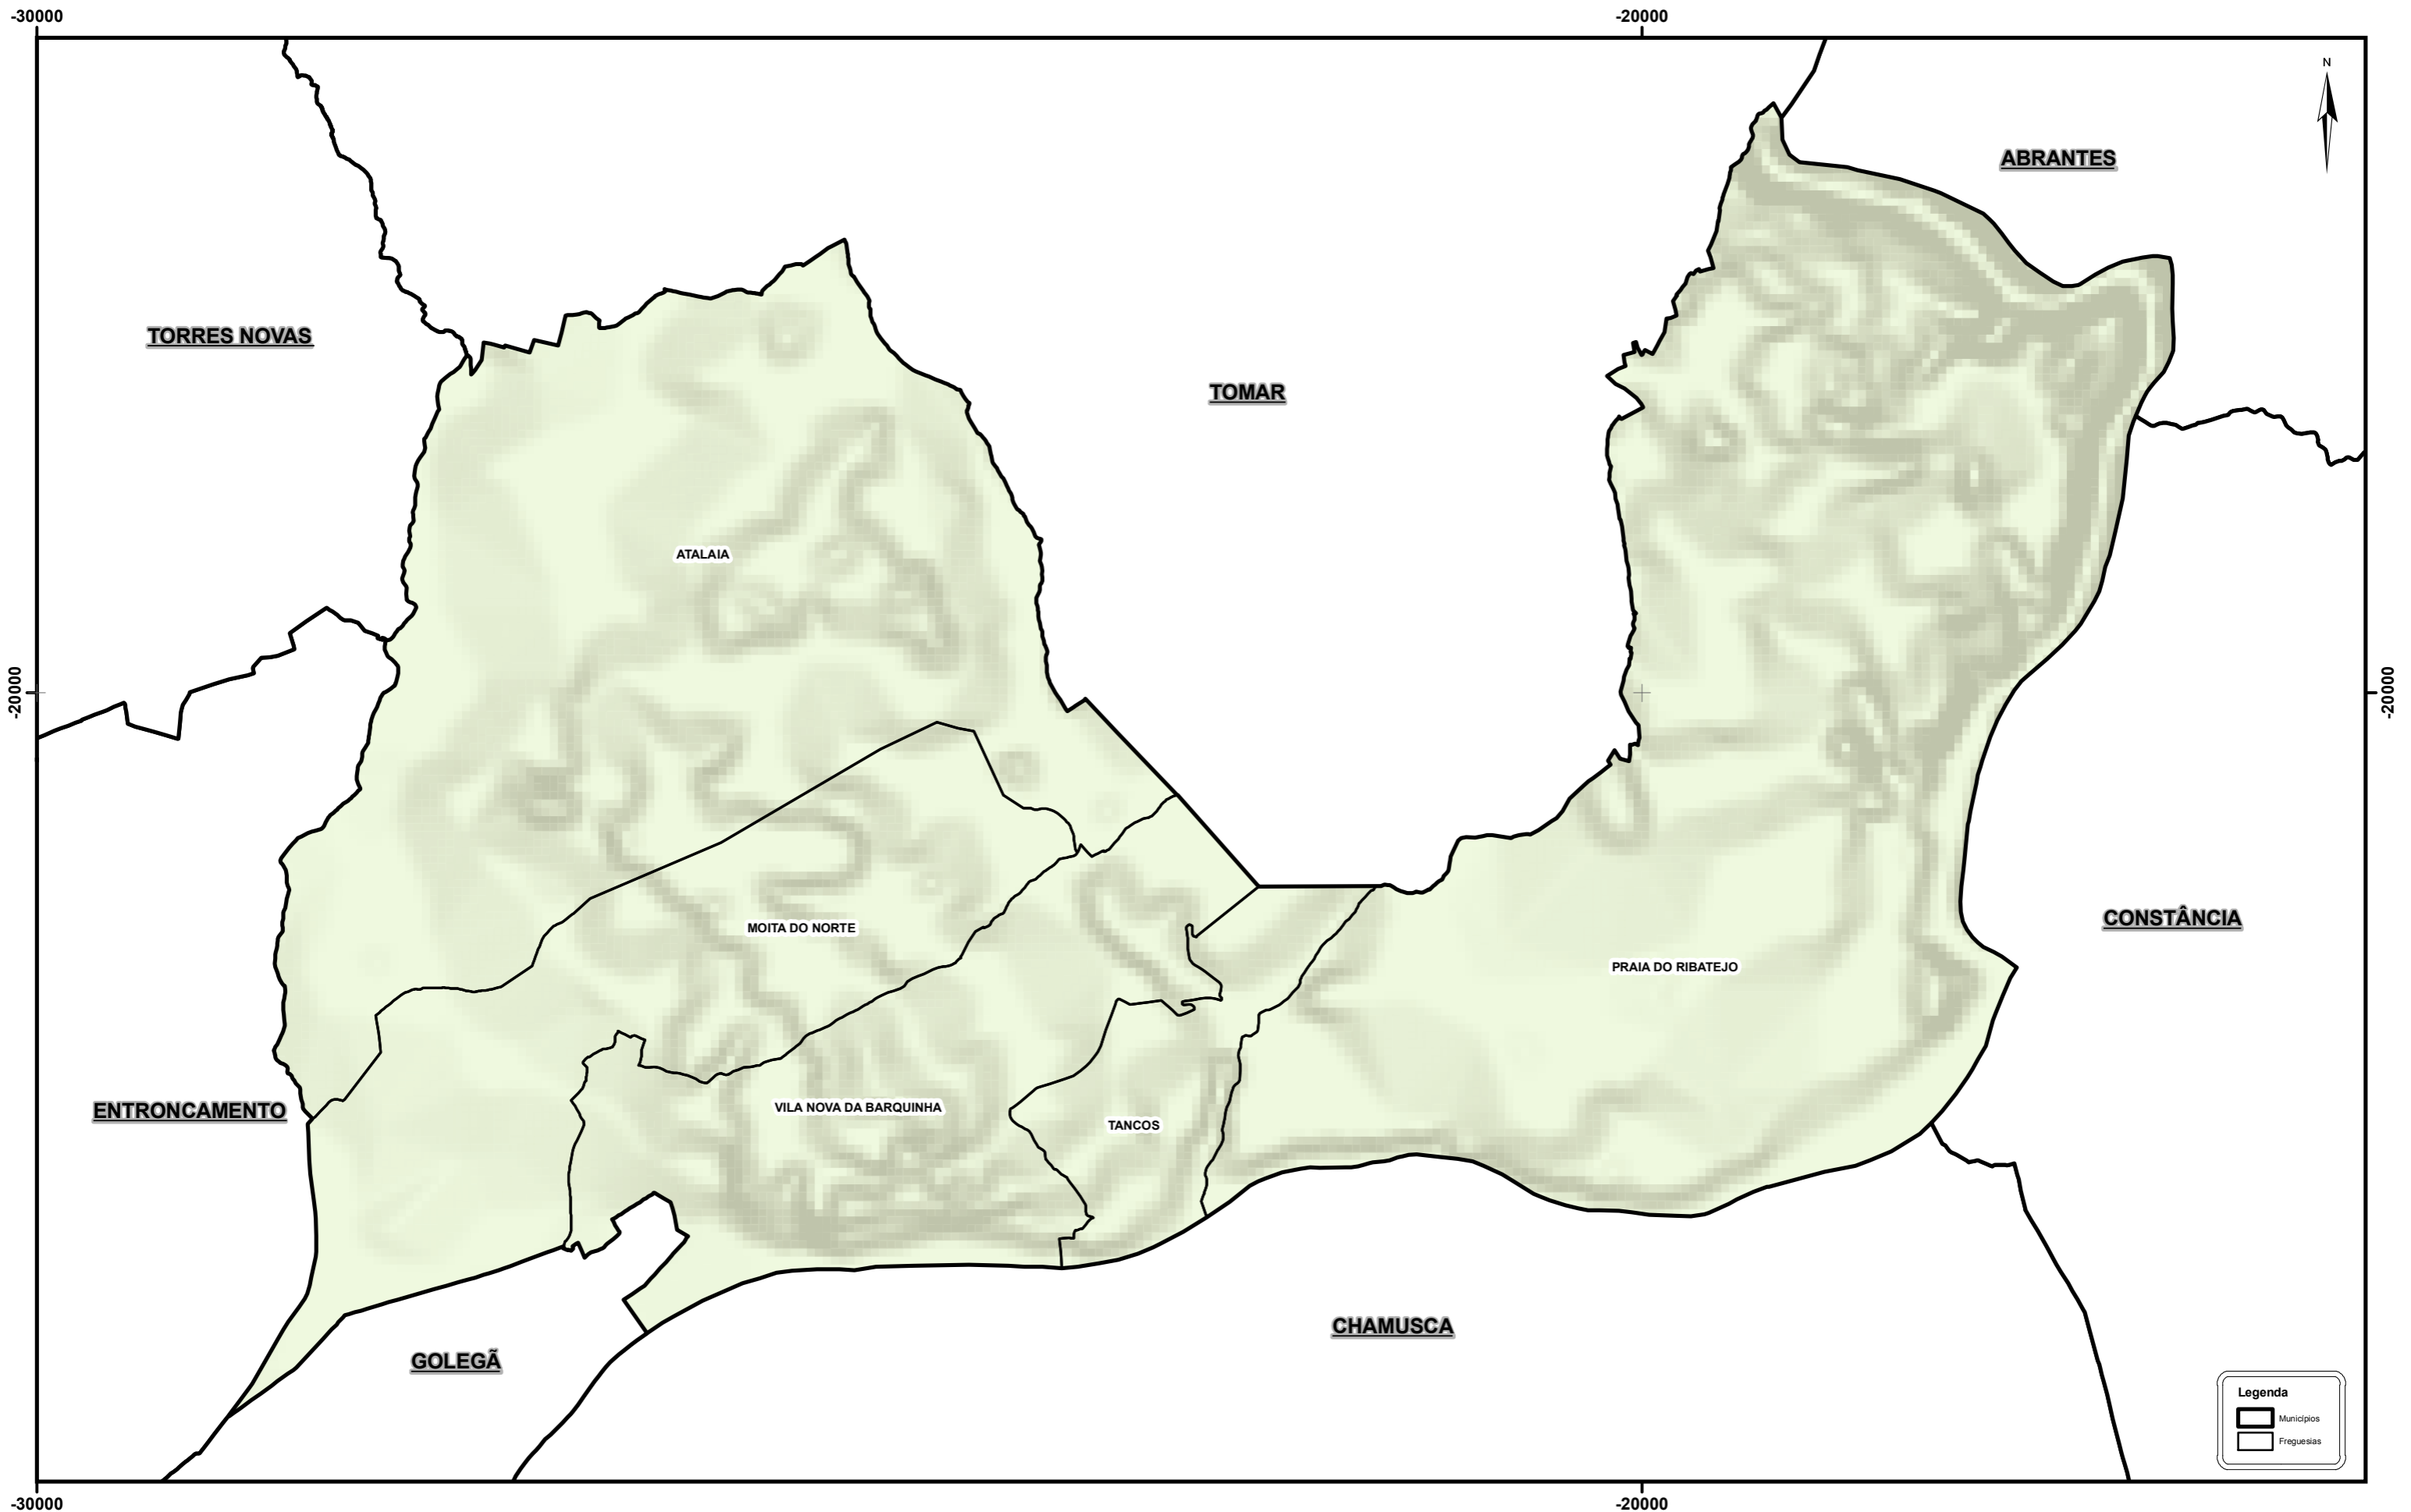 -30000
-20000
N
ABRANTES
TORRES NOVAS
TOMAR
ATALAIA
-20000
-20000
MOITA DO NORTE
CONSTÂNCIA
PRAIA DO RIBATEJO
ENTRONCAMENTO
VILA NOVA DA BARQUINHA
TANCOS
CHAMUSCA
GOLEGÃ
Legenda
Municípios
Freguesias
-30000
-20000